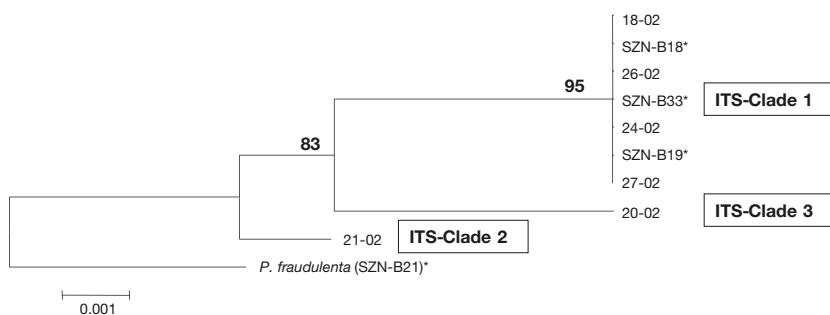 18-02
SZN-B18*
26-02
95
SZN-B33*
ITS-Clade 1
24-02
83
SZN-B19*
27-02
20-02
ITS-Clade 3
21-02
ITS-Clade 2
P. fraudulenta (SZN-B21)*
0.001